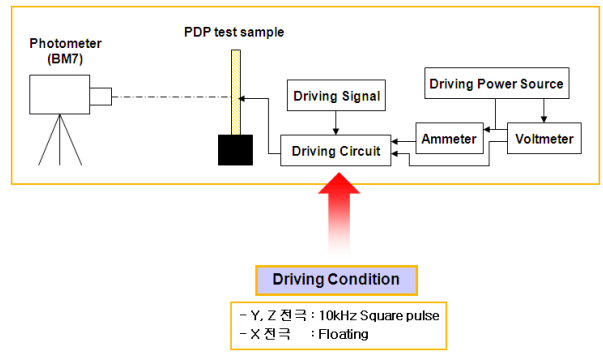 PDP test sample
Photometer
(BM7)
Driving Signal
Driving Power Source
Driving Circuit
Ammeter
Voltmeter
Driving Condition
- Y, Z 전극 : 10kHz Square pulse
- X 전극 : Floating